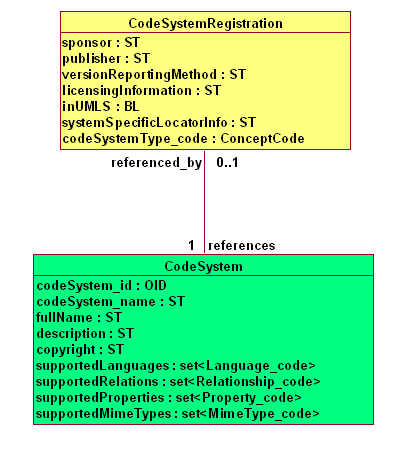 CodeSystemRegistration
sponsor : ST
publisher : ST
versionReportingMethod : ST
licensingInformation : ST
inUMLS : BL
systemSpecificLocatorInfo : ST
codeSystemType_code : ConceptCode
referenced_by 0..1
1 references
CodeSystem
codeSystem_id : OID
codeSystem_name : ST
fullName : ST
description : ST
copyright : ST
supportedLanguages : set<Language_code>
supportedRelations : set<Relationship_code>
supportedProperties : set<Property_code>
supportedMimeTypes : set<MimeType_code>